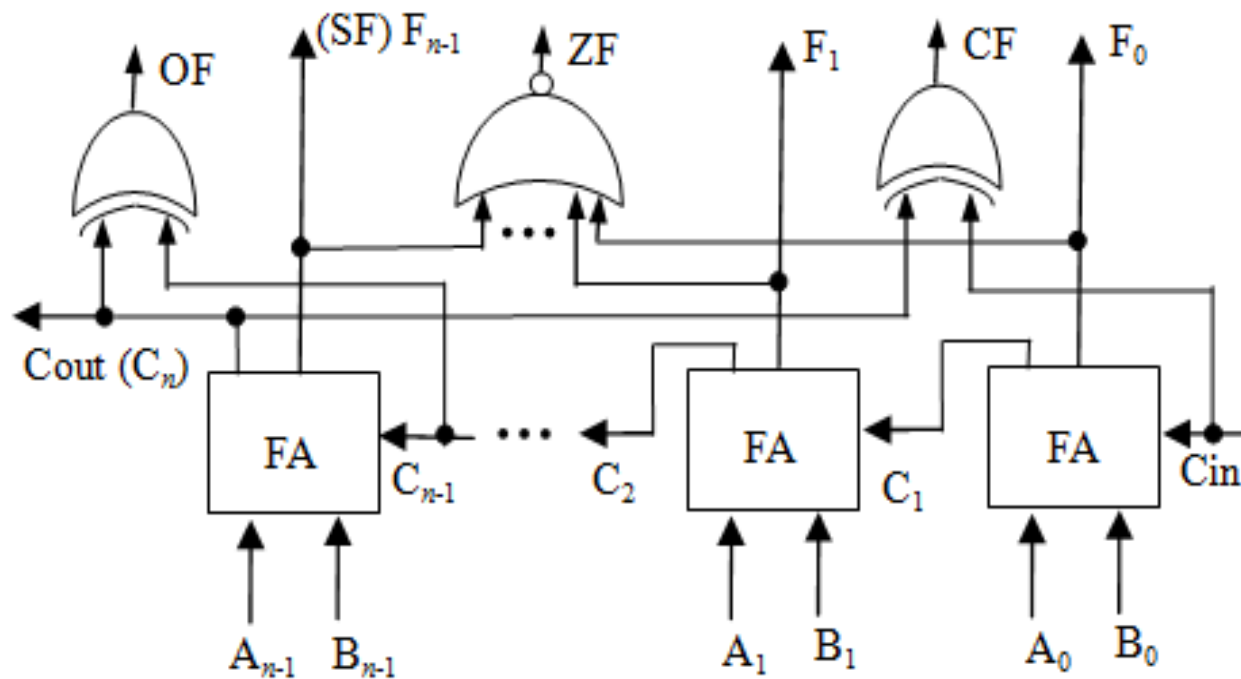 OF
(SF) Fₙ₋₁
ZF
F₁
CF
F₀
Cout (Cₙ)
FA
Cₙ₋₁
C₂
FA
C₁
FA
Cin
Aₙ₋₁
Bₙ₋₁
A₁
B₁
A₀
B₀